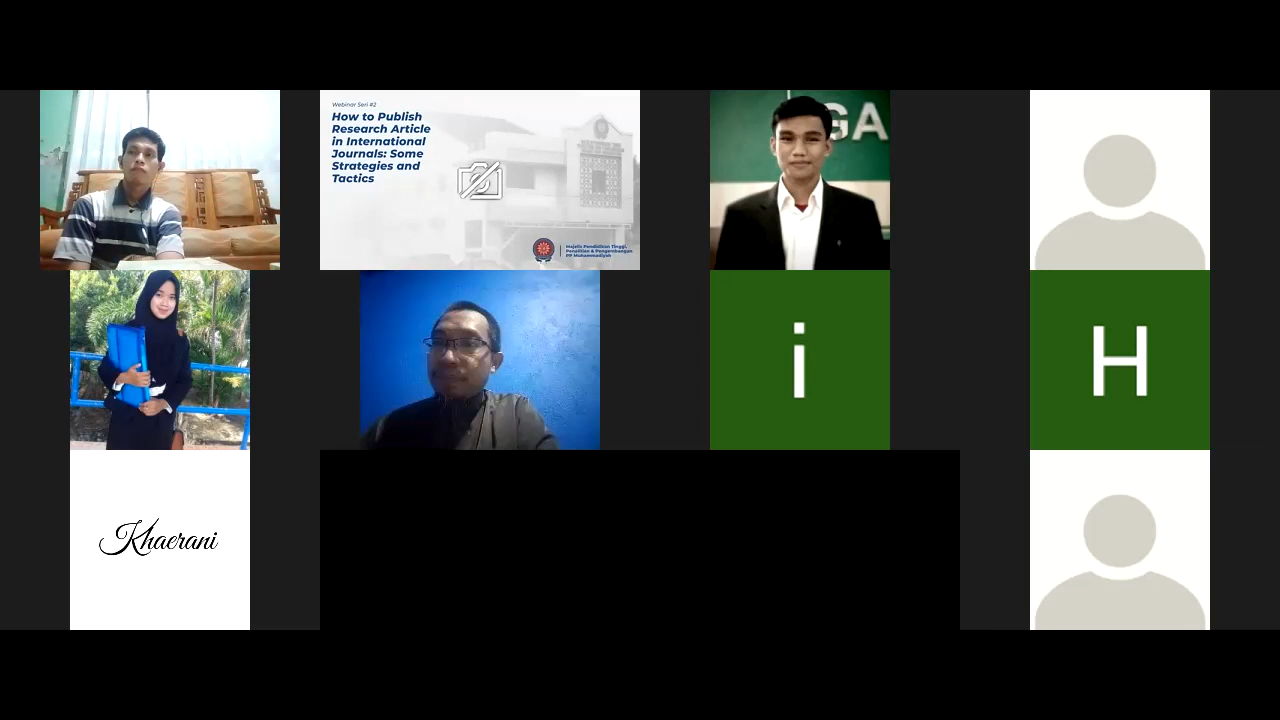 Webinar Seri #2
How to Publish
Research Article
in International
Journals: Some
Strategies and
Tactics
Majelis Pendidikan Tinggi,
Penelitian & Pengembangan
PP Muhammadiyah
GA
i
H
Khaerani